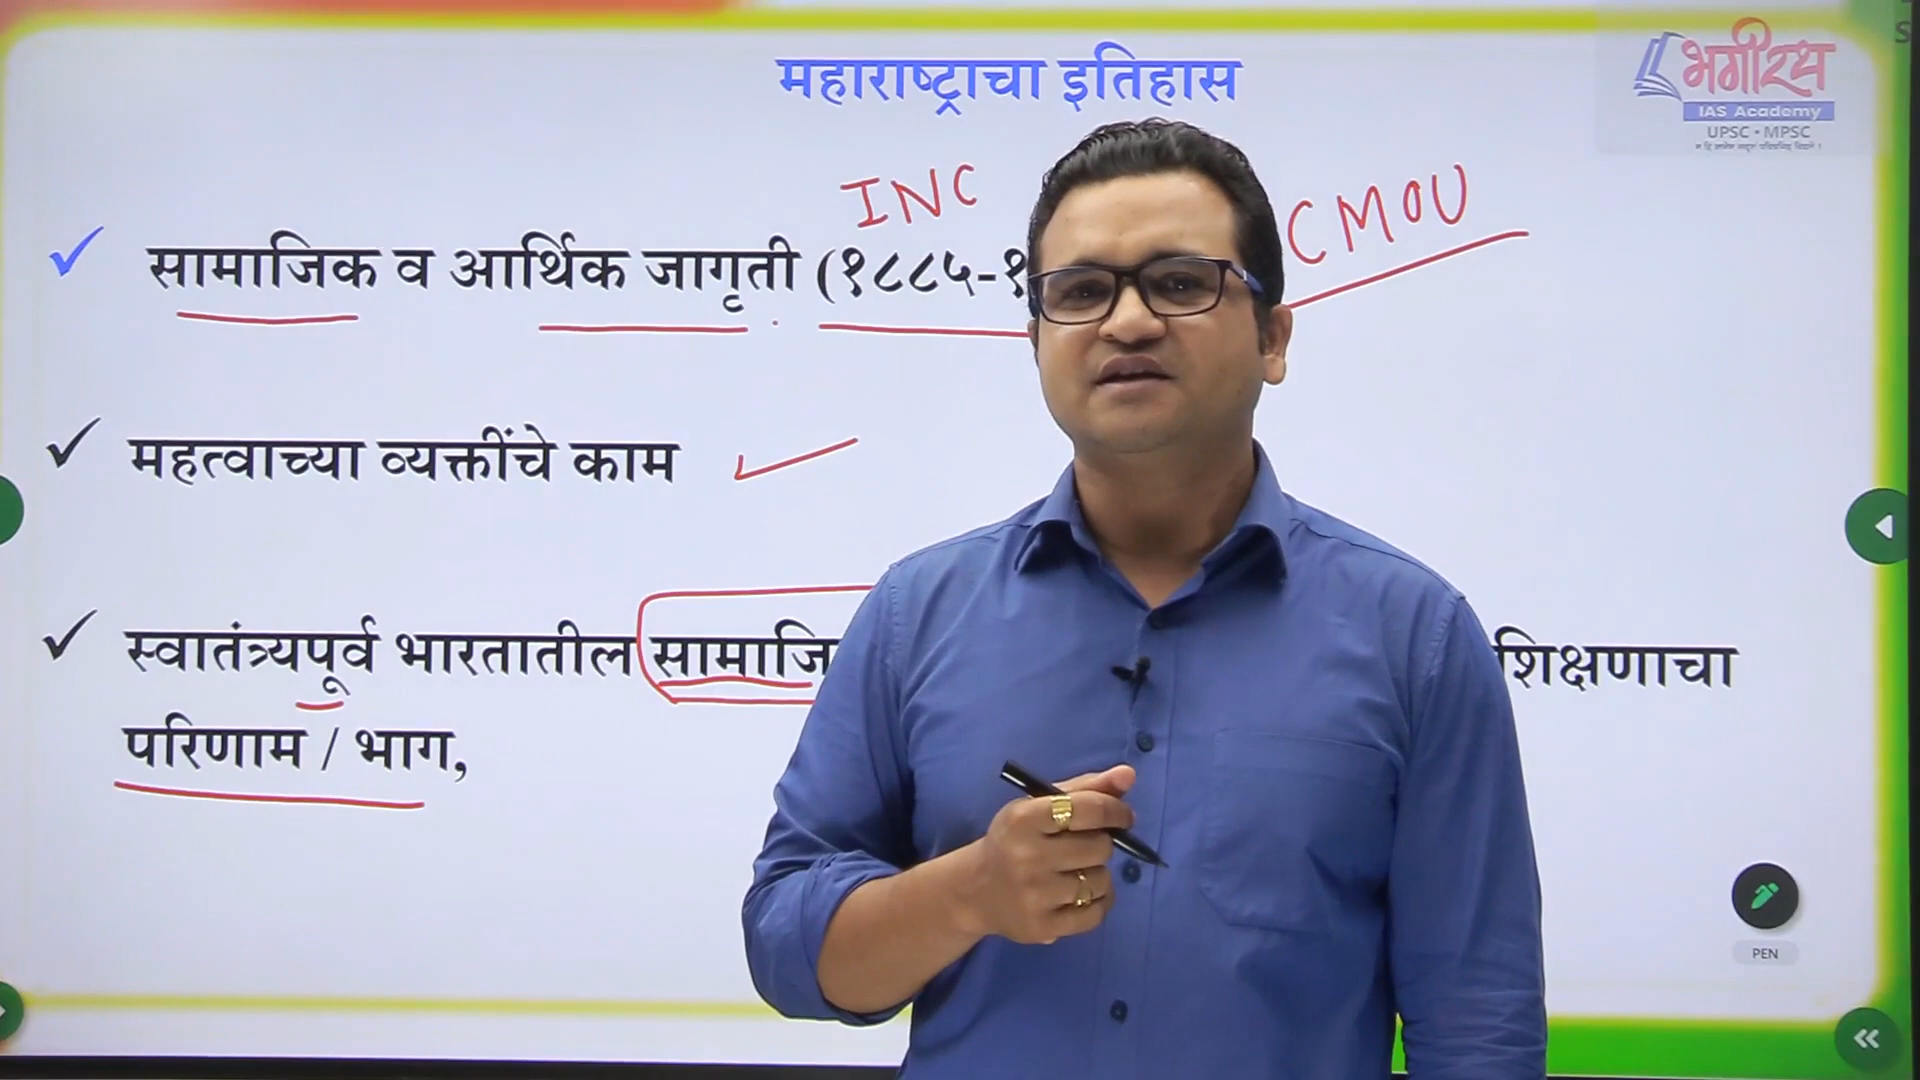 महाराष्ट्राचा इतिहास
भगीरथ
IAS Academy
UPSC • MPSC
INC
CMOU
✓ सामाजिक व आर्थिक जागृती (१८८५-१
✓ महत्वाच्या व्यक्तींचे काम
✓ स्वातंत्र्यपूर्व भारतातील सामाजि शिक्षणाचा
परिणाम / भाग,
PEN